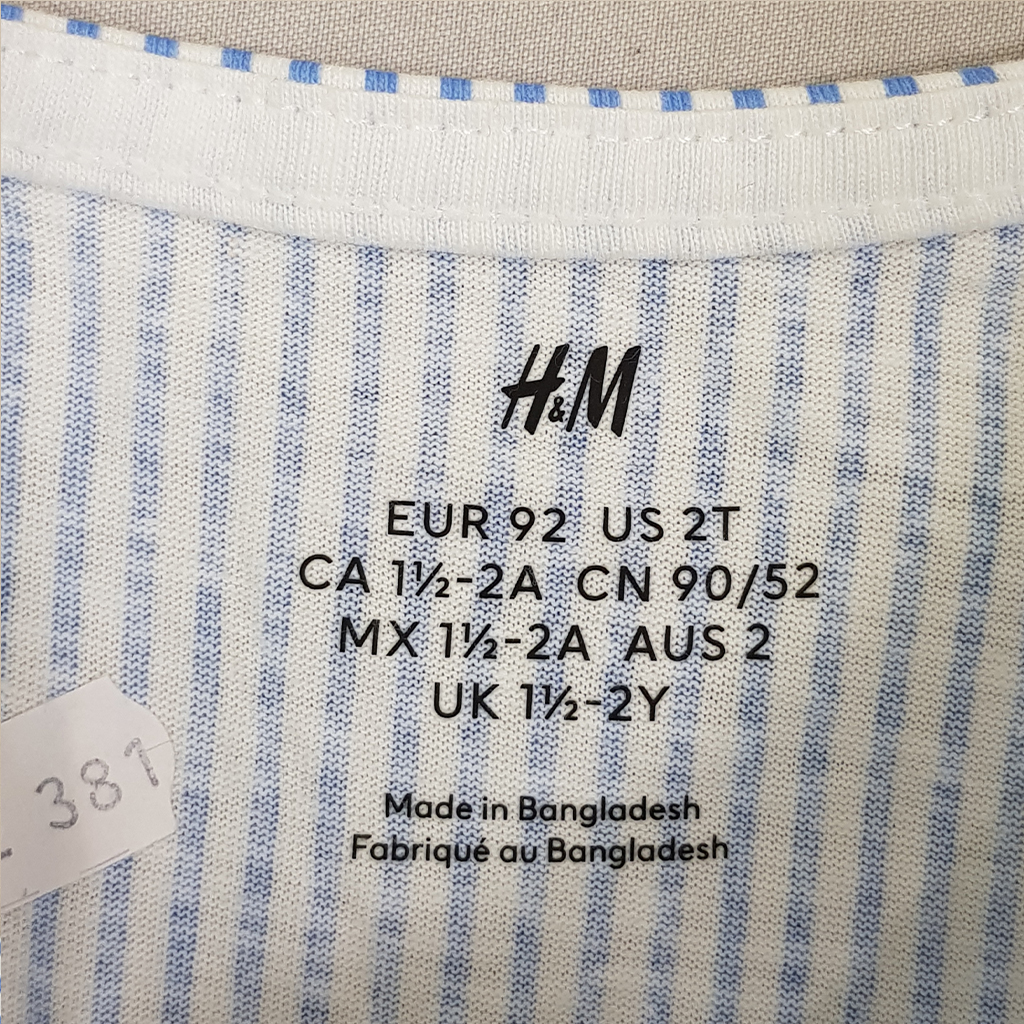 H&M
EUR 92 US 2T
CA 1½-2A CN 90/52
MX 1½-2A AUS 2
UK 1½-2Y
381
Made in Bangladesh
Fabriqué au Bangladesh